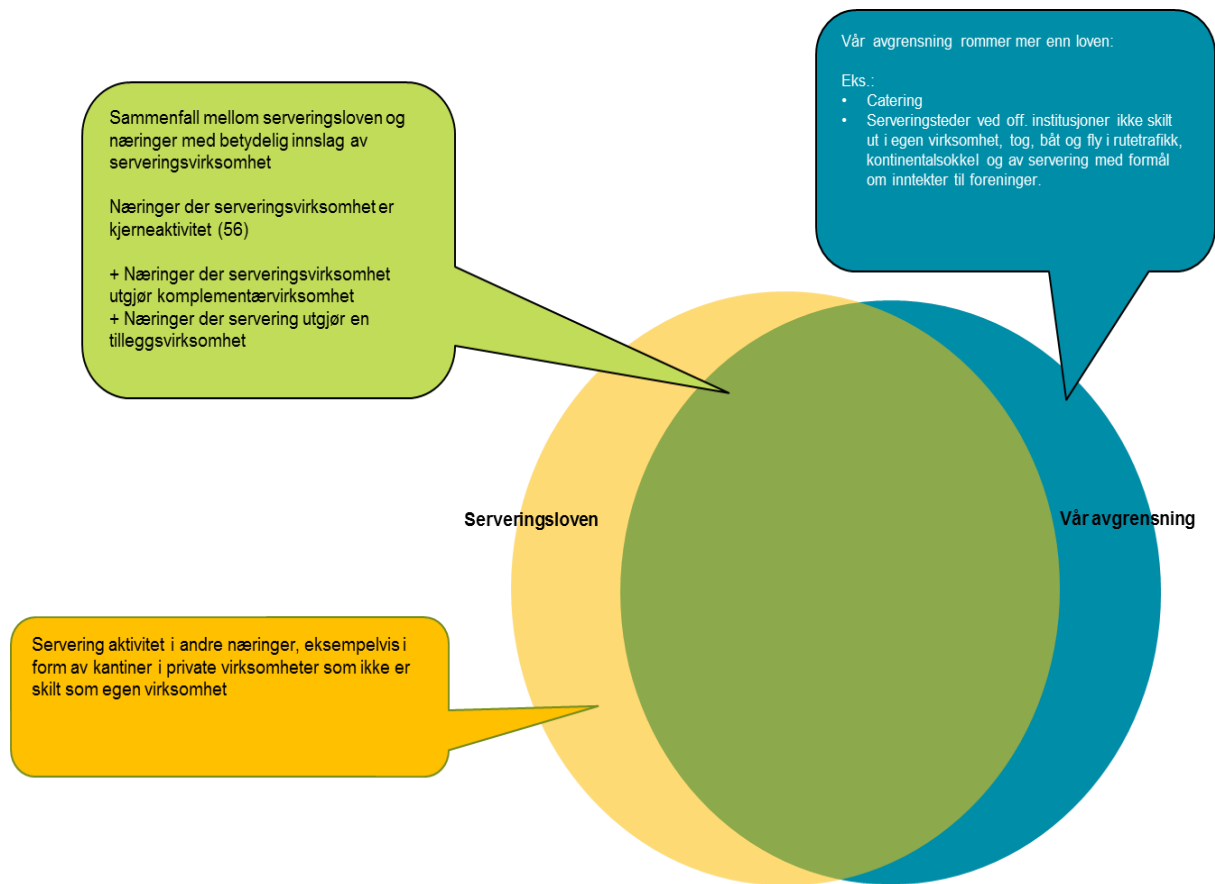 Vår avgrensning rommer mer enn loven:
Eks.:
• Catering
• Serveringsteder ved off. institusjoner ikke skilt
ut i egen virksomhet, tog, båt og fly i rutetrafikk,
kontinentalsokkel og av servering med formål
om inntekter til foreninger.
Sammenfall mellom serveringsloven og
næringer med betydelig innslag av
serveringsvirksomhet
Næringer der serveringsvirksomhet er
kjerneaktivitet (56)
+ Næringer der serveringsvirksomhet
utgjør komplementærvirksomhet
+ Næringer der servering utgjør en
tilleggsvirksomhet
Serveringsloven
Vår avgrensning
Servering aktivitet i andre næringer, eksempelvis i
form av kantiner i private virksomheter som ikke er
skilt som egen virksomhet